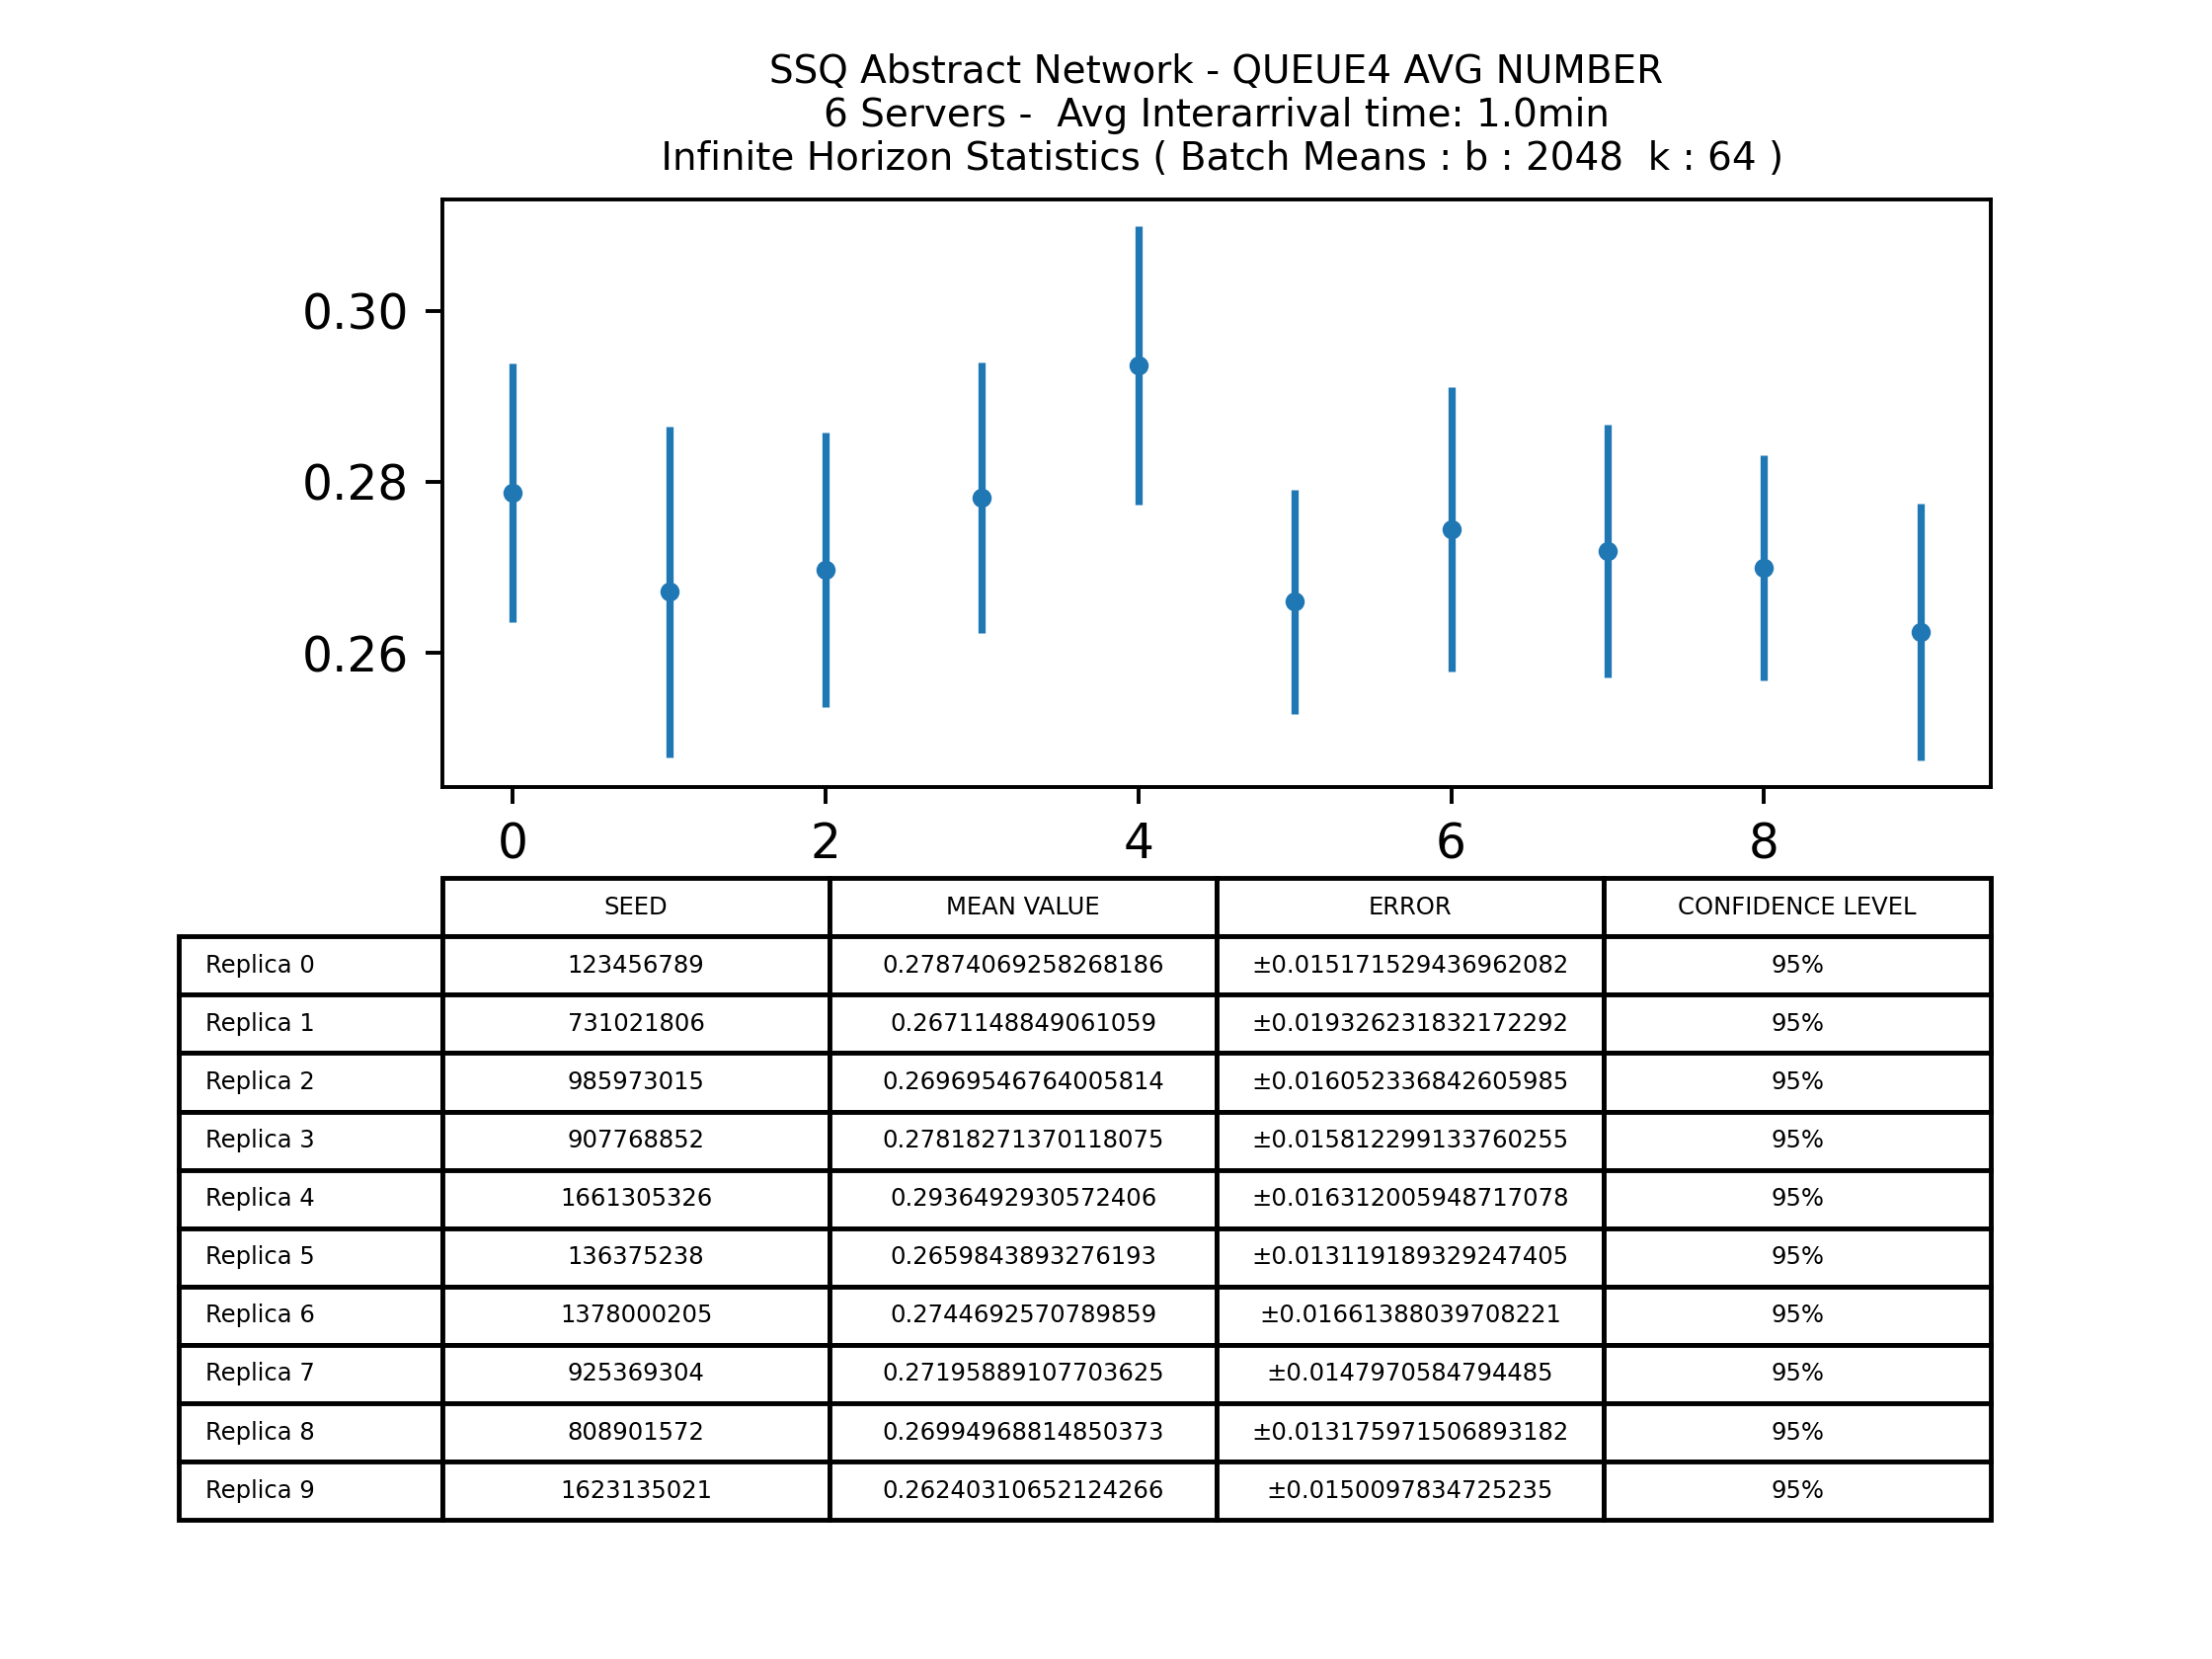 SSQ Abstract Network - QUEUE4 AVG NUMBER
6 Servers -  Avg Interarrival time: 1.0min
Infinite Horizon Statistics ( Batch Means : b : 2048  k : 64 )
0.30
0.28
0.26
0 2 4 6 8
SEED MEAN VALUE ERROR CONFIDENCE LEVEL
Replica 0 123456789 0.27874069258268186 ±0.015171529436962082 95%
Replica 1 731021806 0.2671148849061059 ±0.019326231832172292 95%
Replica 2 985973015 0.26969546764005814 ±0.016052336842605985 95%
Replica 3 907768852 0.27818271370118075 ±0.015812299133760255 95%
Replica 4 1661305326 0.2936492930572406 ±0.016312005948717078 95%
Replica 5 136375238 0.2659843893276193 ±0.013119189329247405 95%
Replica 6 1378000205 0.2744692570789859 ±0.01661388039708221 95%
Replica 7 925369304 0.27195889107703625 ±0.0147970584794485 95%
Replica 8 808901572 0.26994968814850373 ±0.013175971506893182 95%
Replica 9 1623135021 0.26240310652124266 ±0.0150097834725235 95%